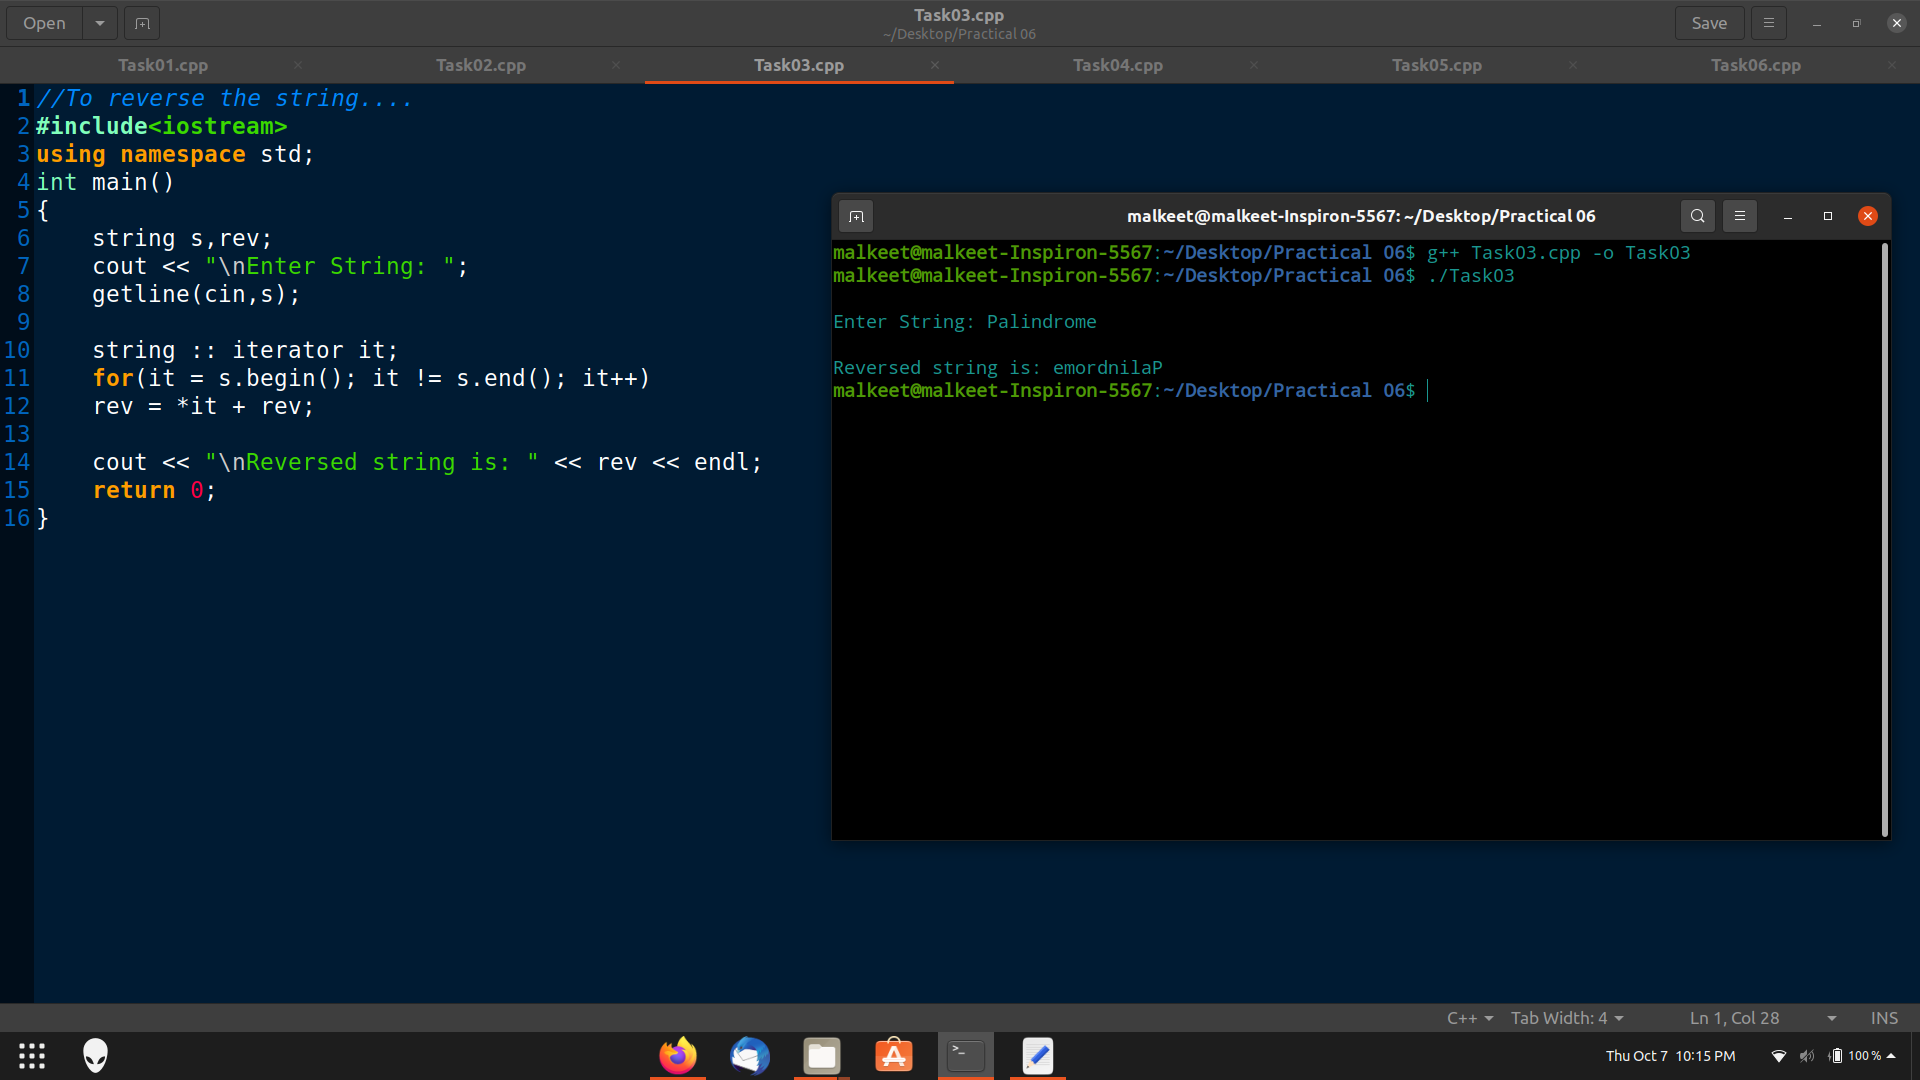 Open
Task03.cpp
~/Desktop/Practical 06
Save
Task01.cpp
Task02.cpp
Task03.cpp
Task04.cpp
Task05.cpp
Task06.cpp
1 //To reverse the string....
2 #include<iostream>
3 using namespace std;
4 int main()
5 {
6     string s,rev;
7     cout << "\nEnter String: ";
8     getline(cin,s);
9
10     string :: iterator it;
11     for(it = s.begin(); it != s.end(); it++)
12     rev = *it + rev;
13
14     cout << "\nReversed string is: " << rev << endl;
15     return 0;
16 }
malkeet@malkeet-Inspiron-5567: ~/Desktop/Practical 06
malkeet@malkeet-Inspiron-5567:~/Desktop/Practical 06$ g++ Task03.cpp -o Task03
malkeet@malkeet-Inspiron-5567:~/Desktop/Practical 06$ ./Task03
Enter String: Palindrome
Reversed string is: emordnilaP
malkeet@malkeet-Inspiron-5567:~/Desktop/Practical 06$
C++
Tab Width: 4
Ln 1, Col 28
INS
Thu Oct 7 10:15 PM
100 %